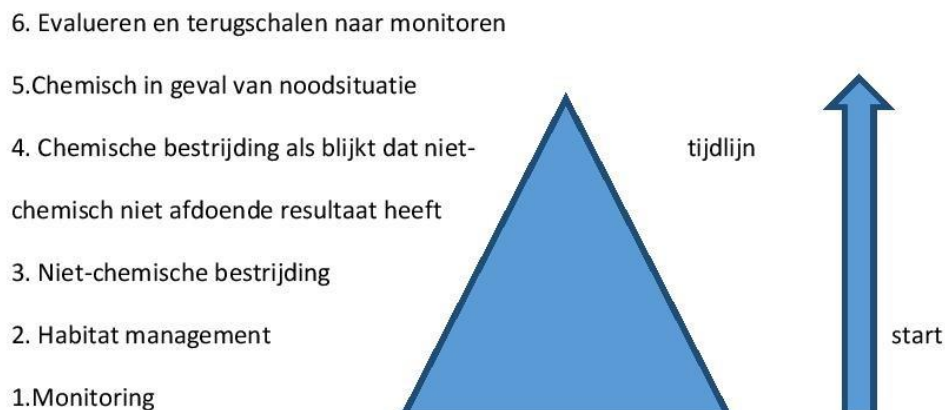 6. Evalueren en terugschalen naar monitoren
5.Chemisch in geval van noodsituatie
4. Chemische bestrijding als blijkt dat niet-
chemisch niet afdoende resultaat heeft
tijdlijn
3. Niet-chemische bestrijding
2. Habitat management
start
1.Monitoring